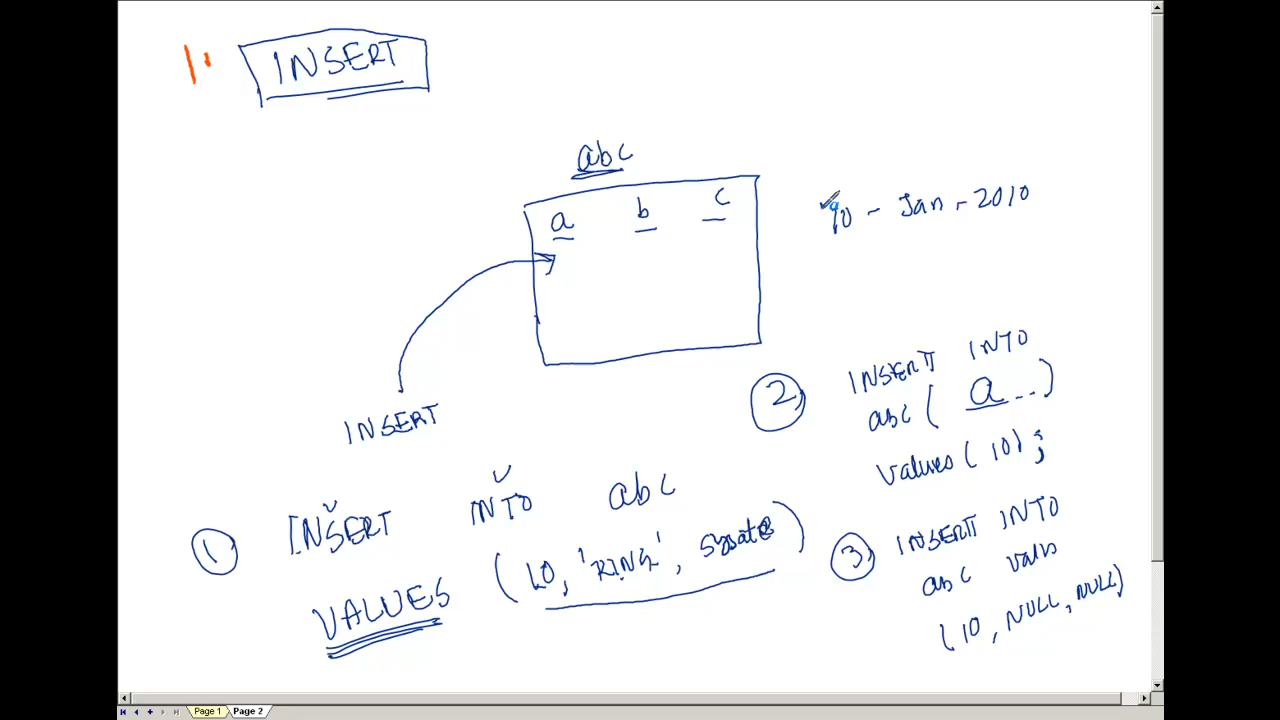 1. INSERT
abc
a b c
10 - Jan - 2010
INSERT
2 INSERT INTO
abc ( a ... )
values ( 10 ) ;
1 INSERT INTO abc
VALUES ( 10, 'KING', sysdate )
3 INSERT INTO
abc vals
( 10 , NULL, NULL )
Page 1 Page 2